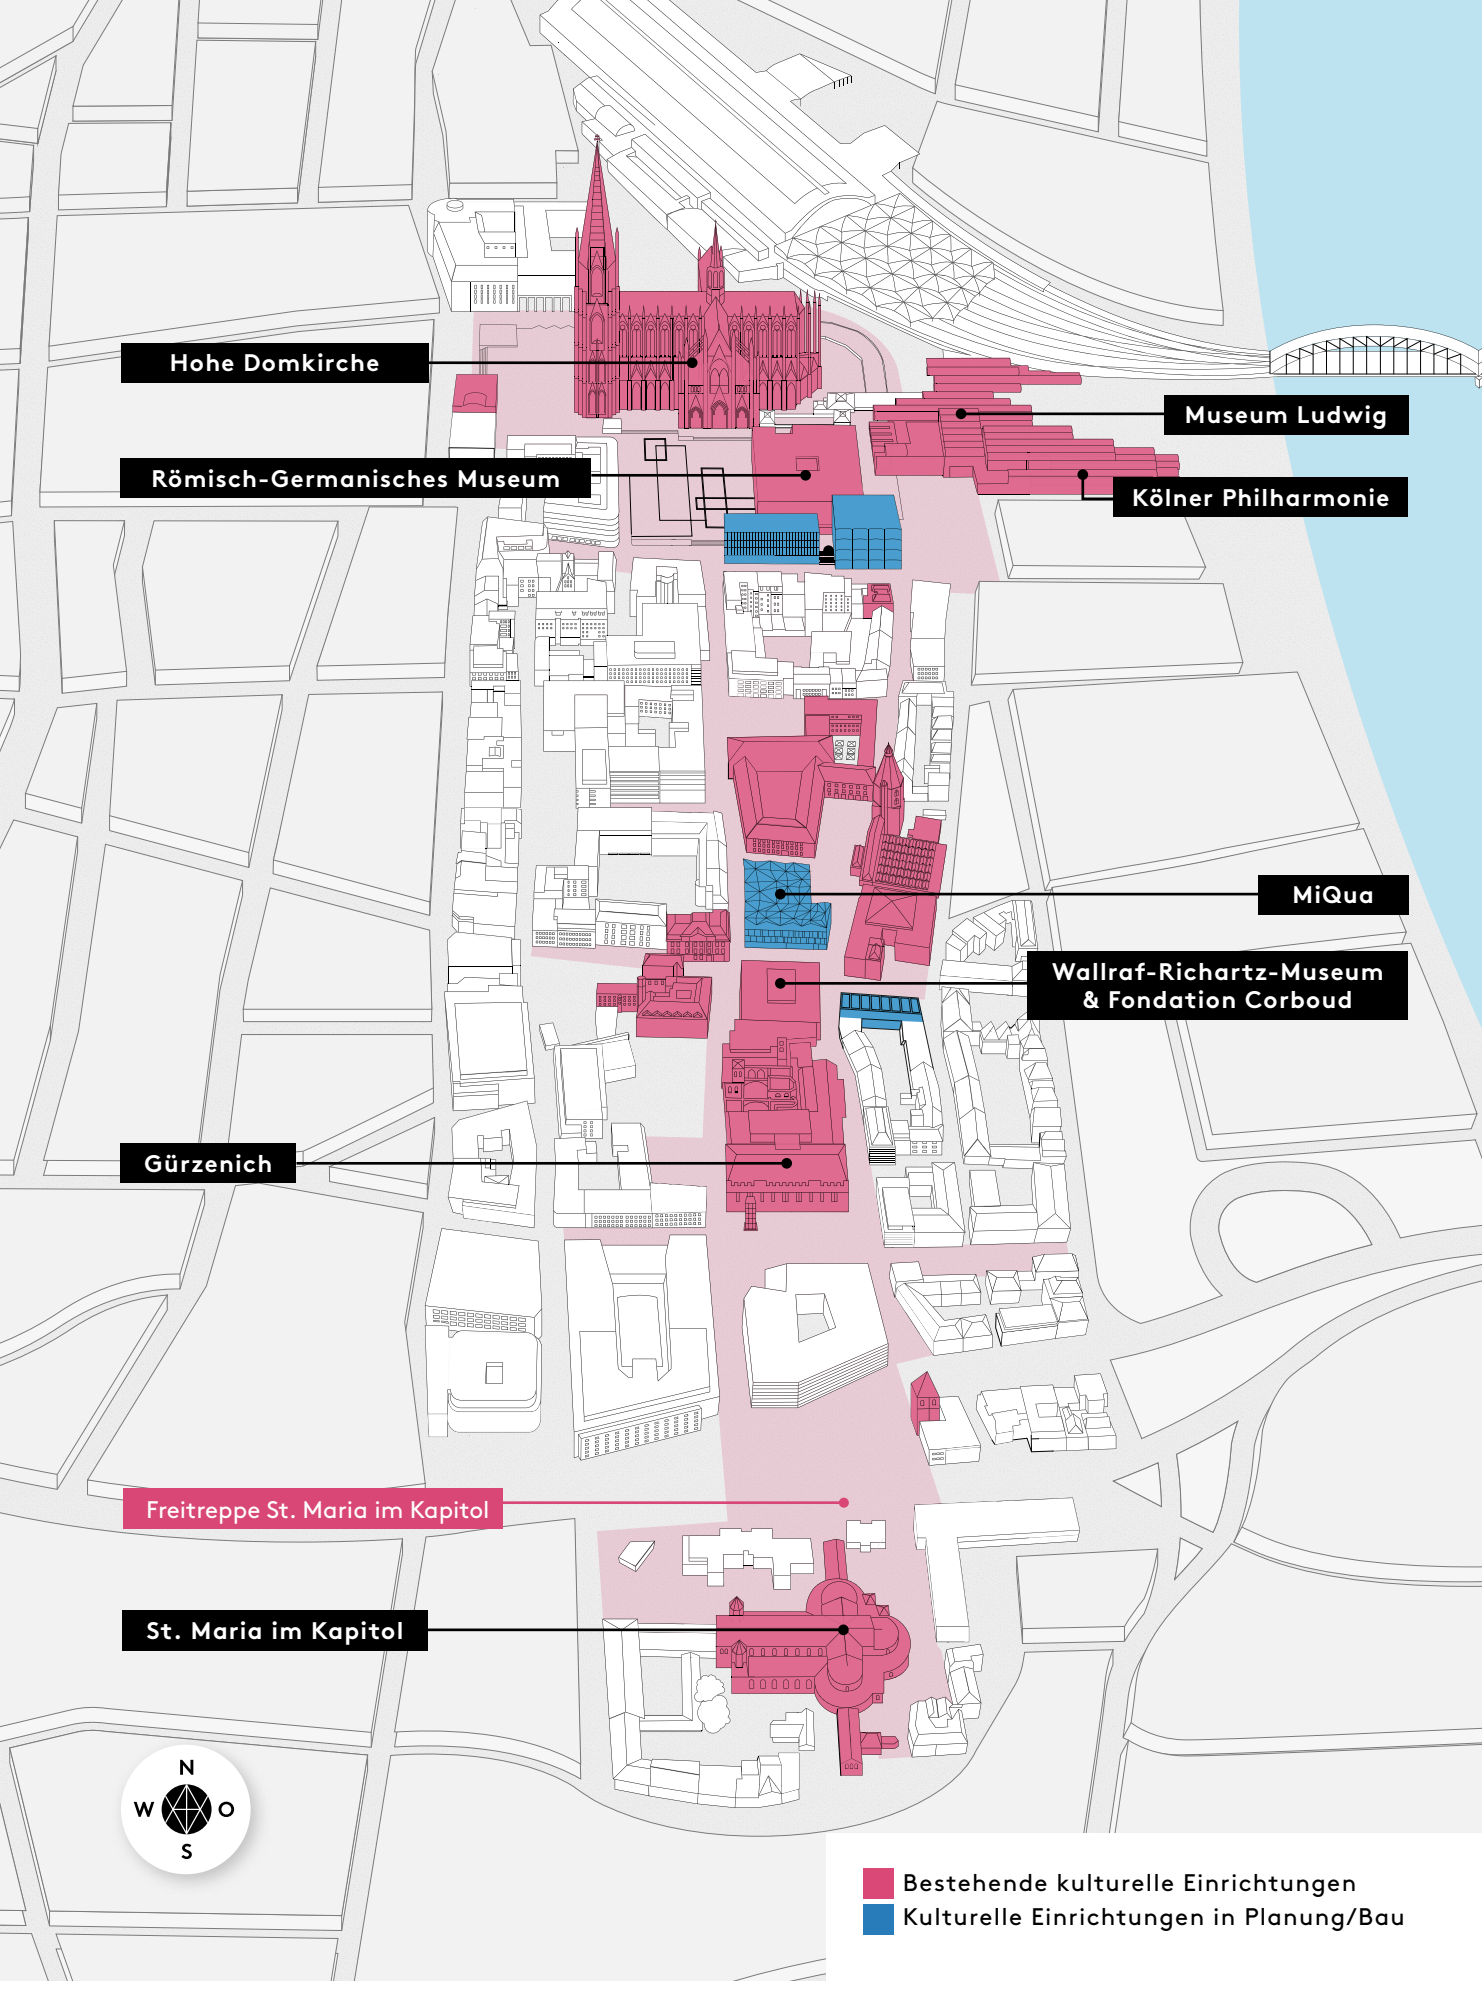 Hohe Domkirche
Museum Ludwig
Römisch-Germanisches Museum
Kölner Philharmonie
MiQua
Wallraf-Richartz-Museum
& Fondation Corboud
Gürzenich
Freitreppe St. Maria im Kapitol
St. Maria im Kapitol
N
W O
S
Bestehende kulturelle Einrichtungen
Kulturelle Einrichtungen in Planung/Bau